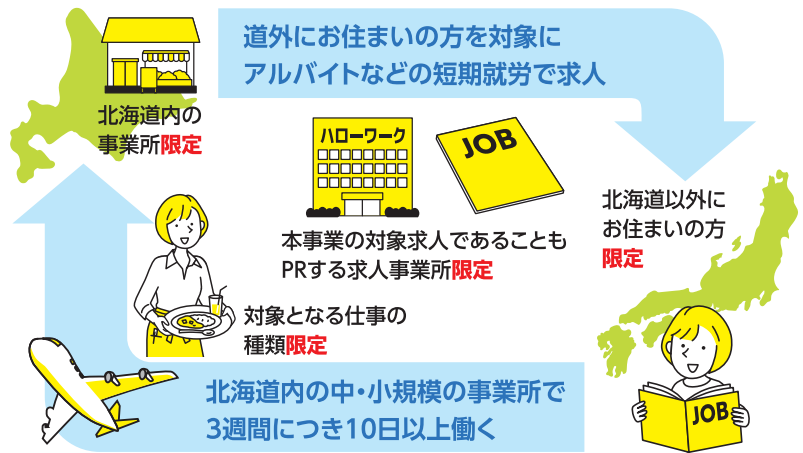 道外にお住まいの方を対象に
アルバイトなどの短期就労で求人
北海道内の
事業所限定
ハローワーク
JOB
本事業の対象求人であることも
PRする求人事業所限定
北海道以外に
お住まいの方
限定
対象となる仕事の
種類限定
JOB
北海道内の中・小規模の事業所で
3週間につき10日以上働く